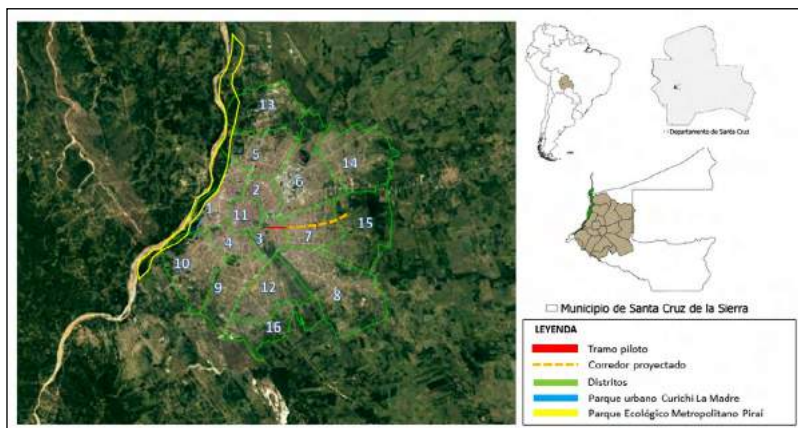 13
5
14
6
2
1
11
15
3
7
4
10
9
12
8
16
Departamento de Santa Cruz
Municipio de Santa Cruz de la Sierra
LEYENDA
Tramo piloto
Corredor proyectado
Distritos
Parque urbano Curichi La Madre
Parque Ecológico Metropolitano Piraí